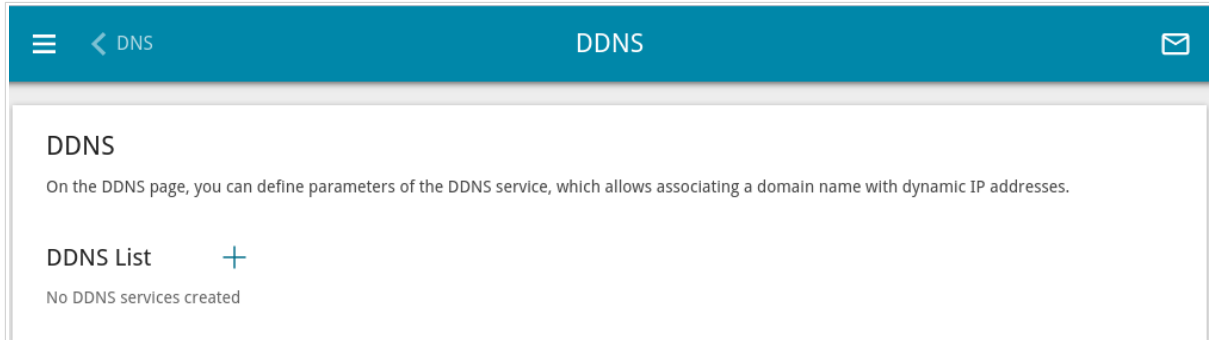 DNS
DDNS
DDNS
On the DDNS page, you can define parameters of the DDNS service, which allows associating a domain name with dynamic IP addresses.
DDNS List
No DDNS services created